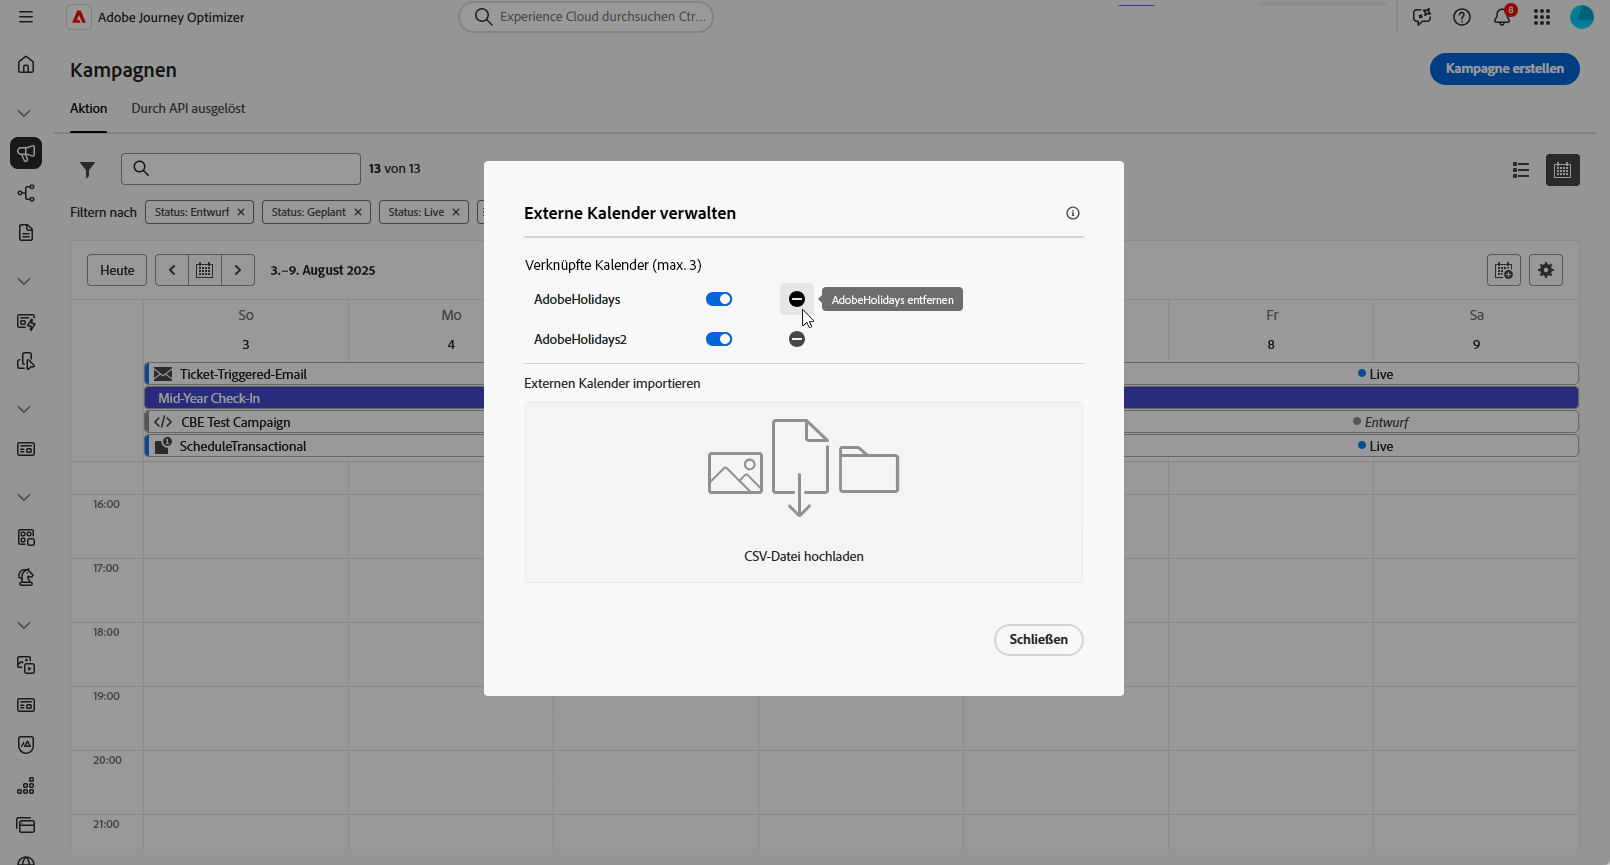 Adobe Journey Optimizer
Experience Cloud durchsuchen Ctr...
8
Kampagnen
Kampagne erstellen
Aktion
Durch API ausgelöst
13 von 13
Filtern nach
Status: Entwurf
Status: Geplant
Status: Live
Heute
3.–9. August 2025
So
Mo
Fr
Sa
3
4
8
9
Ticket-Triggered-Email
Live
Mid-Year Check-In
CBE Test Campaign
Entwurf
ScheduleTransactional
Live
16:00
17:00
18:00
19:00
20:00
21:00
Externe Kalender verwalten
Verknüpfte Kalender (max. 3)
AdobeHolidays
AdobeHolidays entfernen
AdobeHolidays2
Externen Kalender importieren
CSV-Datei hochladen
Schließen